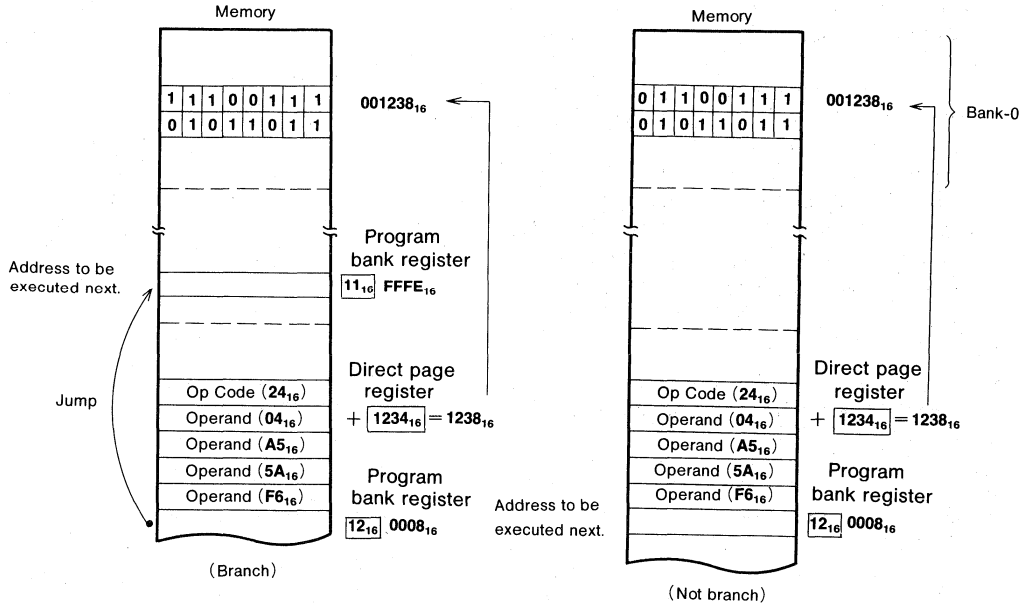 Memory
1 1 1 0 0 1 1 1 001238₁₆
0 1 0 1 1 0 1 1
Program
bank register
Address to be
executed next.
11₁₆ FFFE₁₆
Jump
Direct page
register
Op Code (24₁₆)
Operand (04₁₆) + 1234₁₆ = 1238₁₆
Operand (A5₁₆)
Operand (5A₁₆)
Operand (F6₁₆)
Program
bank register
12₁₆ 0008₁₆
(Branch)
Memory
0 1 1 0 0 1 1 1 001238₁₆
0 1 0 1 1 0 1 1
Bank-0
Direct page
register
Op Code (24₁₆)
Operand (04₁₆) + 1234₁₆ = 1238₁₆
Operand (A5₁₆)
Operand (5A₁₆)
Operand (F6₁₆)
Program
bank register
Address to be
executed next.
12₁₆ 0008₁₆
(Not branch)